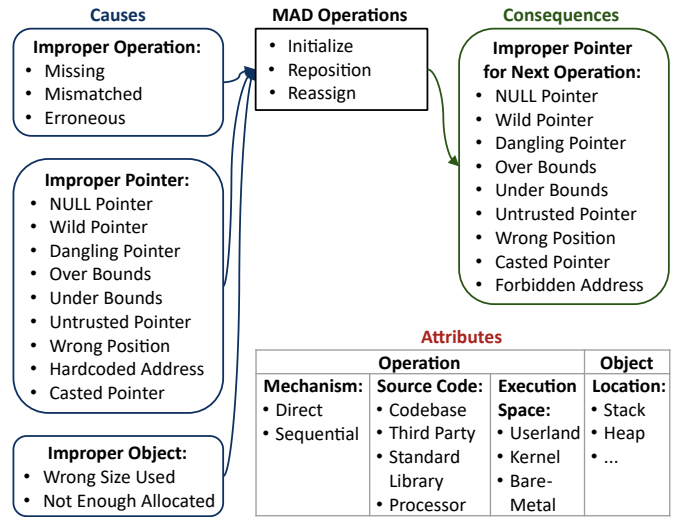 Causes
Improper Operation:
• Missing
• Mismatched
• Erroneous
Improper Pointer:
• NULL Pointer
• Wild Pointer
• Dangling Pointer
• Over Bounds
• Under Bounds
• Untrusted Pointer
• Wrong Position
• Hardcoded Address
• Casted Pointer
Improper Object:
• Wrong Size Used
• Not Enough Allocated
MAD Operations
• Initialize
• Reposition
• Reassign
Consequences
Improper Pointer
for Next Operation:
• NULL Pointer
• Wild Pointer
• Dangling Pointer
• Over Bounds
• Under Bounds
• Untrusted Pointer
• Wrong Position
• Casted Pointer
• Forbidden Address
Attributes
Operation
Object
Mechanism:
• Direct
• Sequential
Source Code:
• Codebase
• Third Party
• Standard
Library
• Processor
Execution
Space:
• Userland
• Kernel
• Bare-
Metal
Location:
• Stack
• Heap
• ...